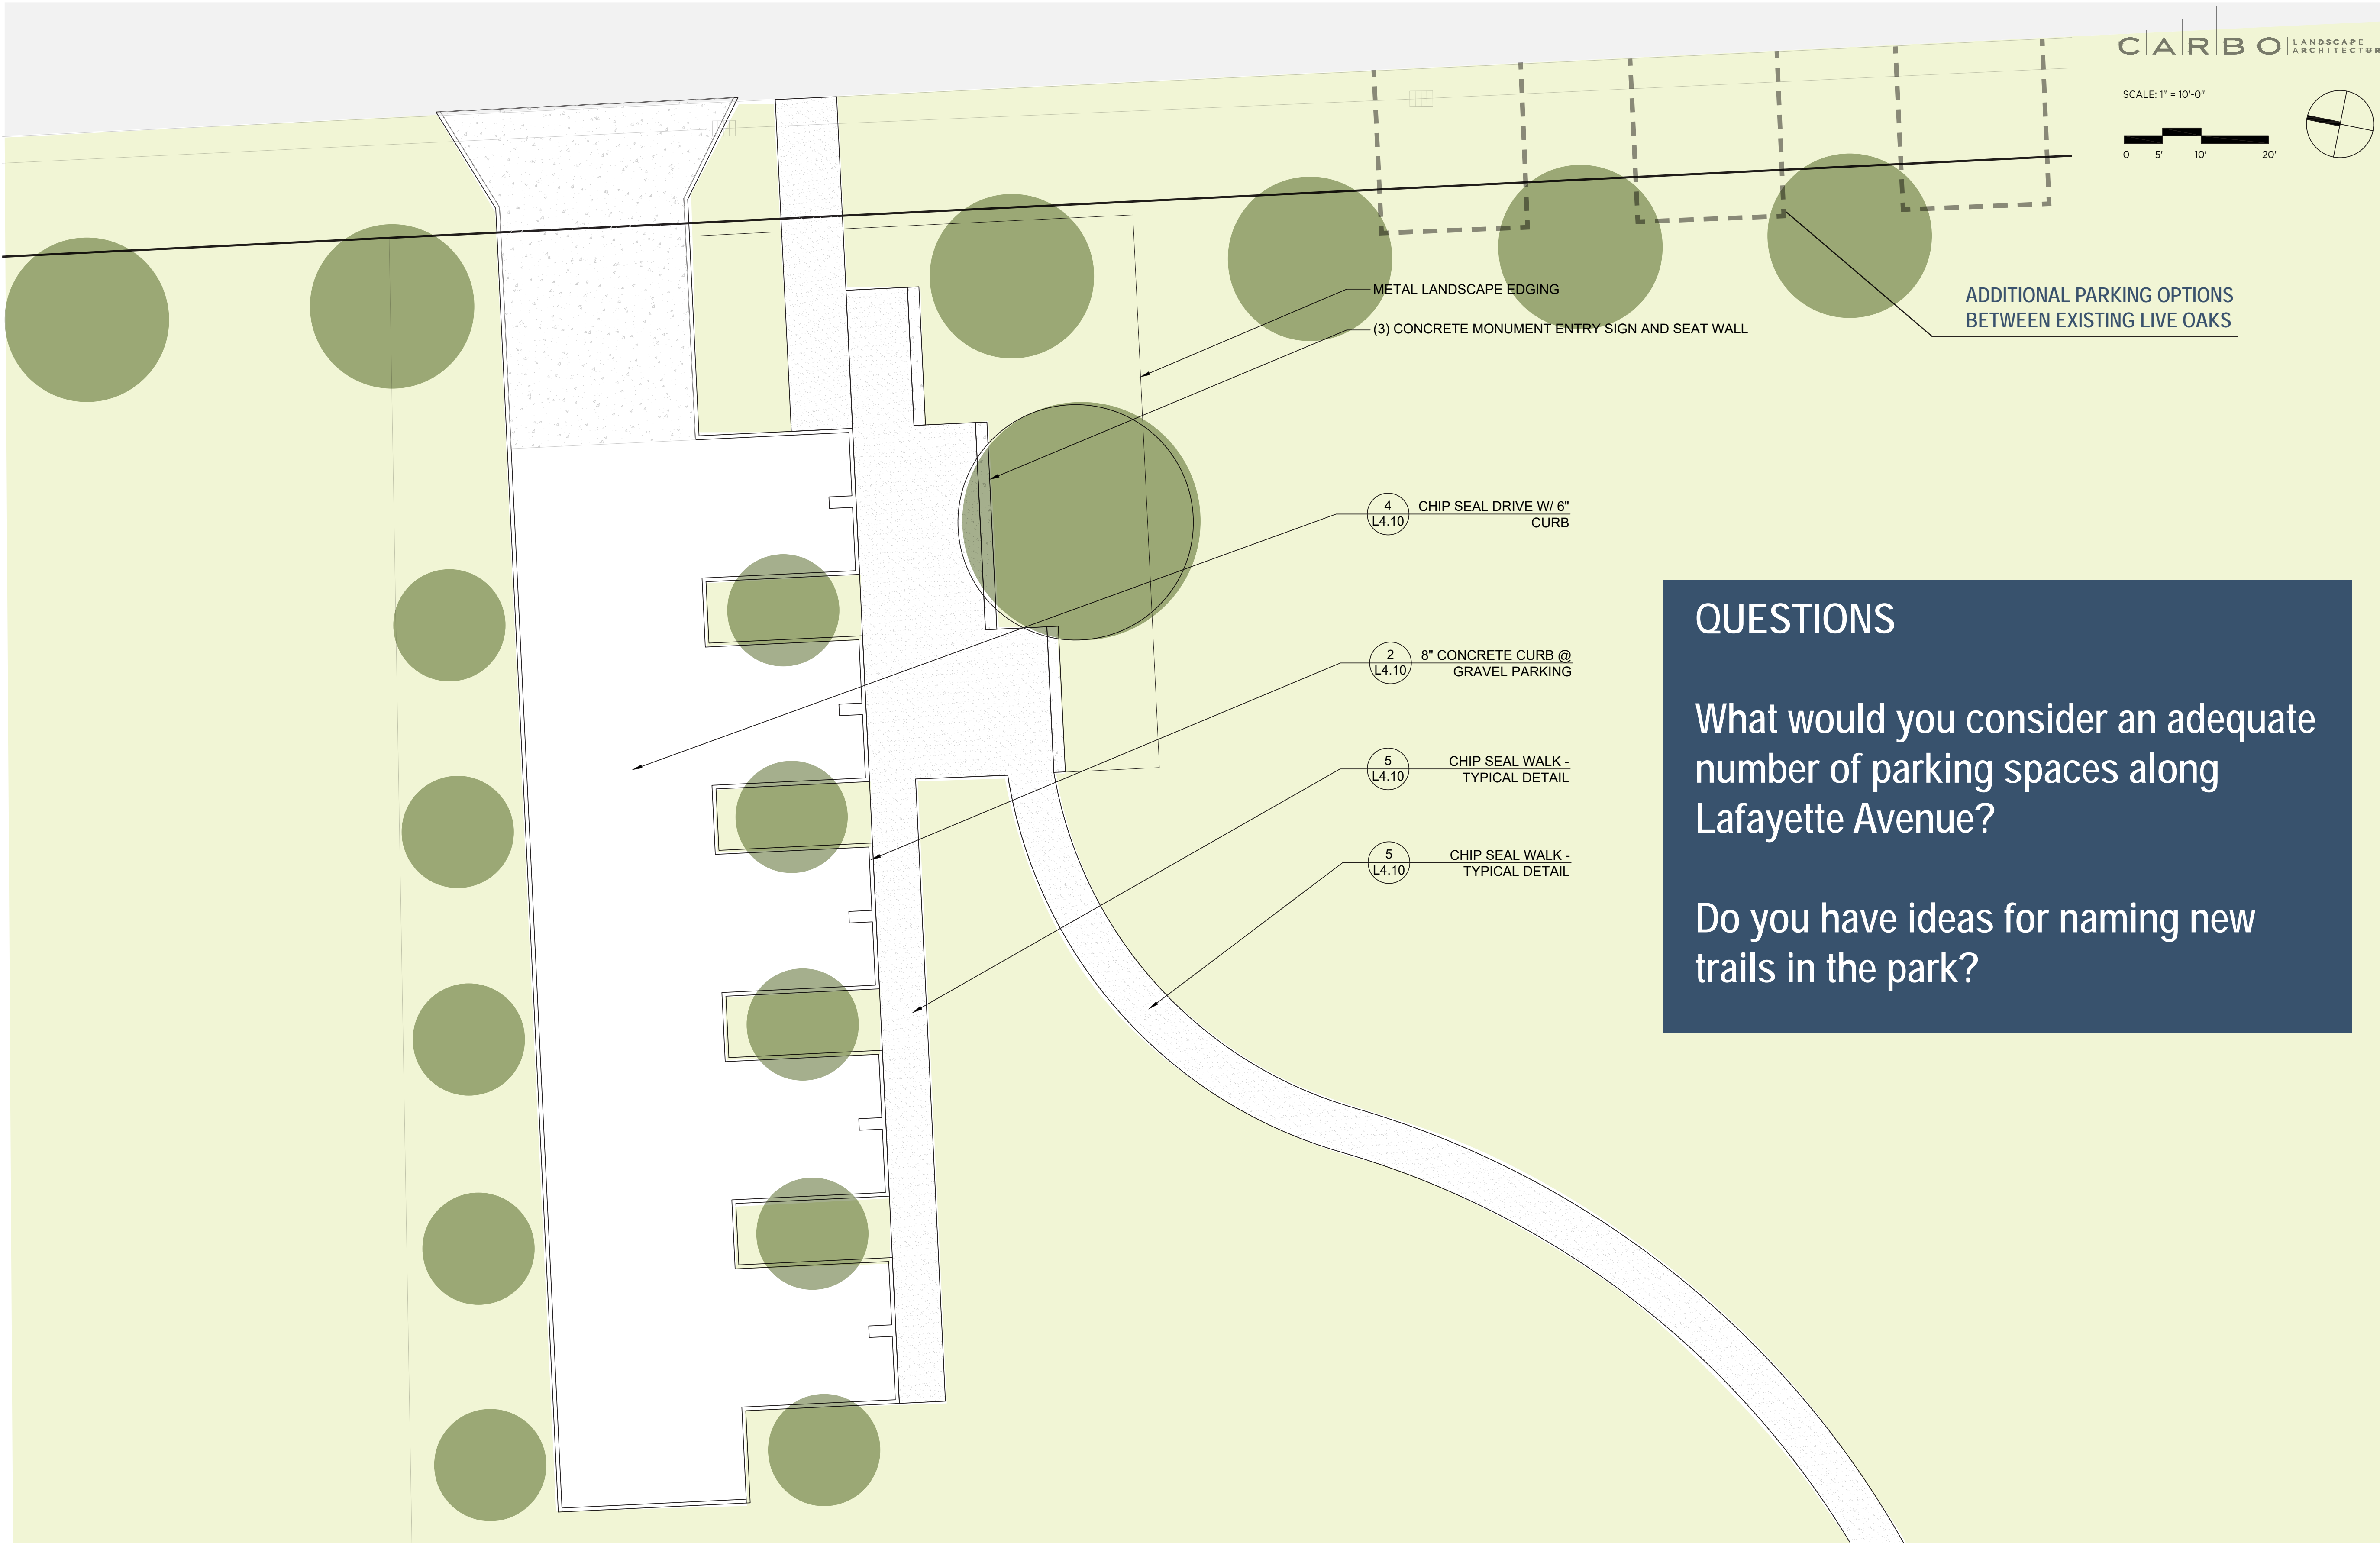 CARBO
LANDSCAPE
ARCHITECTUR
SCALE: 1" = 10'-0"
0 5' 10' 20'
METAL LANDSCAPE EDGING
(3) CONCRETE MONUMENT ENTRY SIGN AND SEAT WALL
ADDITIONAL PARKING OPTIONS
BETWEEN EXISTING LIVE OAKS
4
L4.10
CHIP SEAL DRIVE W/ 6"
CURB
2
L4.10
8" CONCRETE CURB @
GRAVEL PARKING
5
L4.10
CHIP SEAL WALK -
TYPICAL DETAIL
5
L4.10
CHIP SEAL WALK -
TYPICAL DETAIL
QUESTIONS
What would you consider an adequate
number of parking spaces along
Lafayette Avenue?
Do you have ideas for naming new
trails in the park?